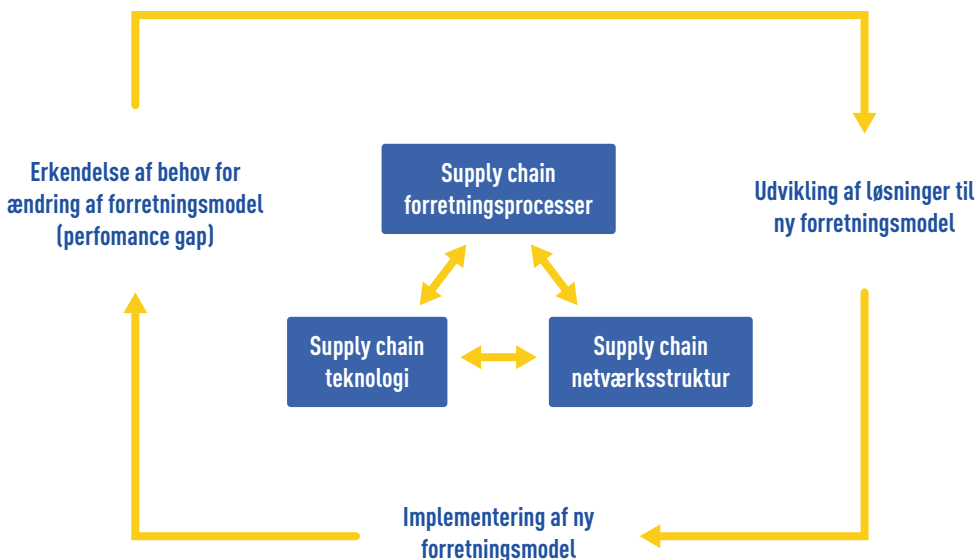 Erkendelse af behov for
ændring af forretningsmodel
(perfomance gap)
Supply chain
forretningsprocesser
Udvikling af løsninger til
ny forretningsmodel
Supply chain
teknologi
Supply chain
netværksstruktur
Implementering af ny
forretningsmodel